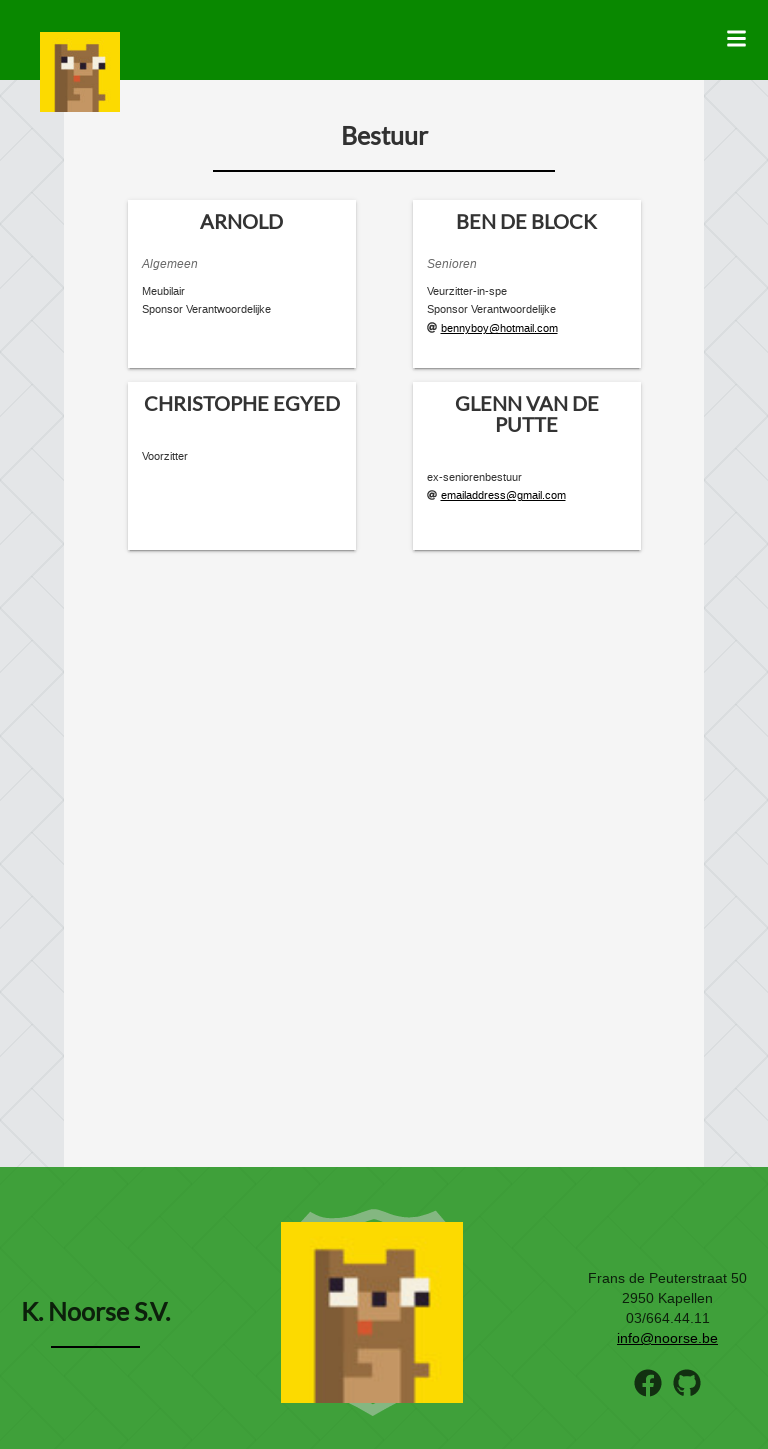 Bestuur
ARNOLD
Algemeen
Meubilair
Sponsor Verantwoordelijke
BEN DE BLOCK
Senioren
Veurzitter-in-spe
Sponsor Verantwoordelijke
@ bennyboy@hotmail.com
CHRISTOPHE EGYED
Voorzitter
GLENN VAN DE
PUTTE
ex-seniorenbestuur
@ emailaddress@gmail.com
K. Noorse S.V.
Frans de Peuterstraat 50
2950 Kapellen
03/664.44.11
info@noorse.be